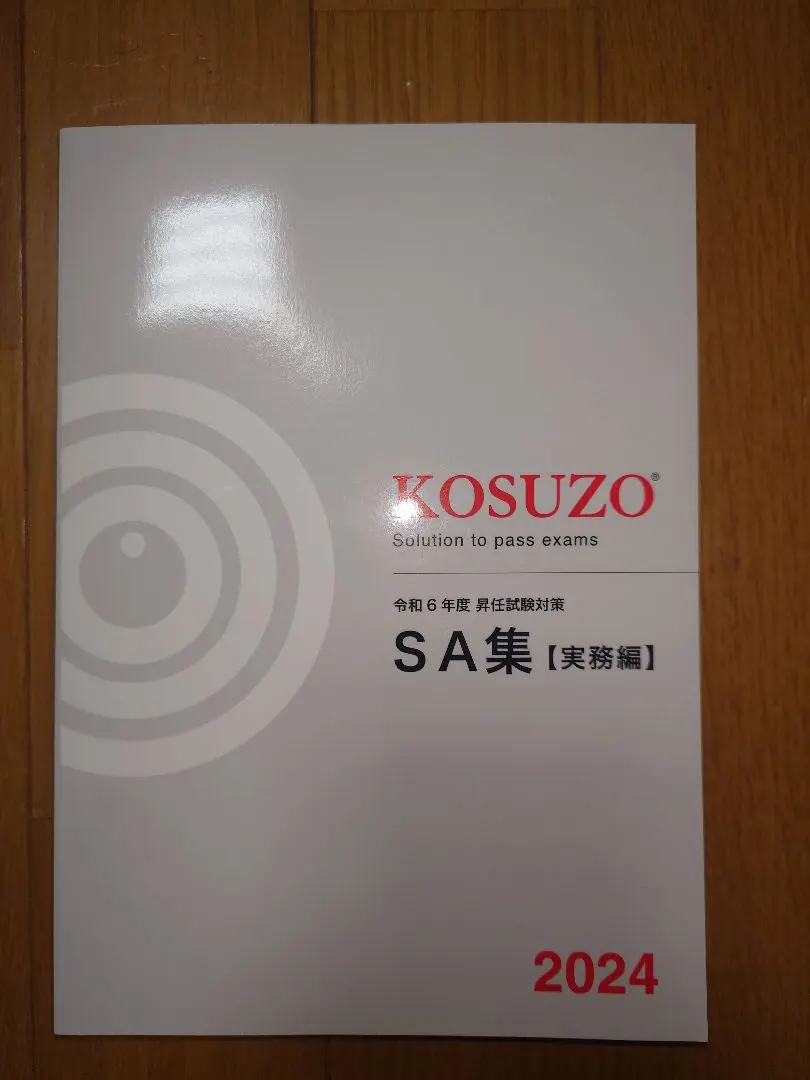 KOSUZO®
Solution to pass exams
令和6年度 昇任試験対策
SA集【実務編】
2024